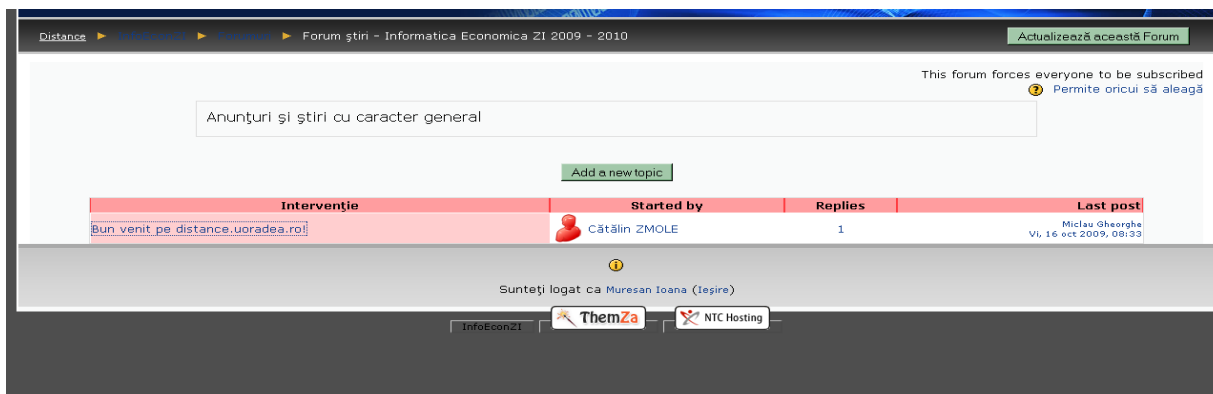 Distance ► InfoEconZI ► Forumuri ► Forum ştiri - Informatica Economica ZI 2009 - 2010 Actualizează această Forum
This forum forces everyone to be subscribed
Permite oricui să aleagă
Anunţuri şi ştiri cu caracter general
Add a new topic
Intervenţie Started by Replies Last post
Bun venit pe distance.uoradea.ro! Cătălin ZMOLE 1 Miclau Gheorghe
Vi, 16 oct 2009, 08:33
Sunteţi logat ca Muresan Ioana (Ieşire)
InfoEconZI ThemZa NTC Hosting